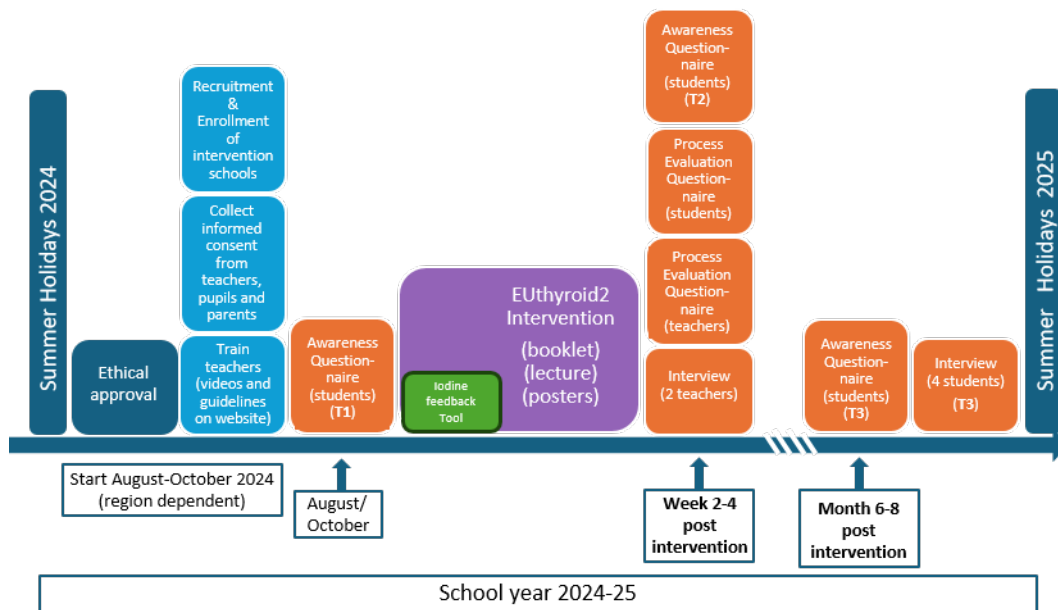 Summer Holidays 2024
Ethical
approval
Recruitment
&
Enrollment
of
intervention
schools
Collect
informed
consent
from
teachers,
pupils and
parents
Train
teachers
(videos and
guidelines
on website)
Awareness
Question-
naire
(students)
(T1)
EUthyroid2
Intervention
(booklet)
(lecture)
(posters)
Iodine
feedback
Tool
Awareness
Question-
naire
(students)
(T2)
Process
Evaluation
Question-
naire
(students)
Process
Evaluation
Question-
naire
(teachers)
Interview
(2 teachers)
Awareness
Question-
naire
(students)
(T3)
Interview
(4 students)
(T3)
Summer Holidays 2025
Start August-October 2024
(region dependent)
August/
October
Week 2-4
post
intervention
Month 6-8
post
intervention
School year 2024-25